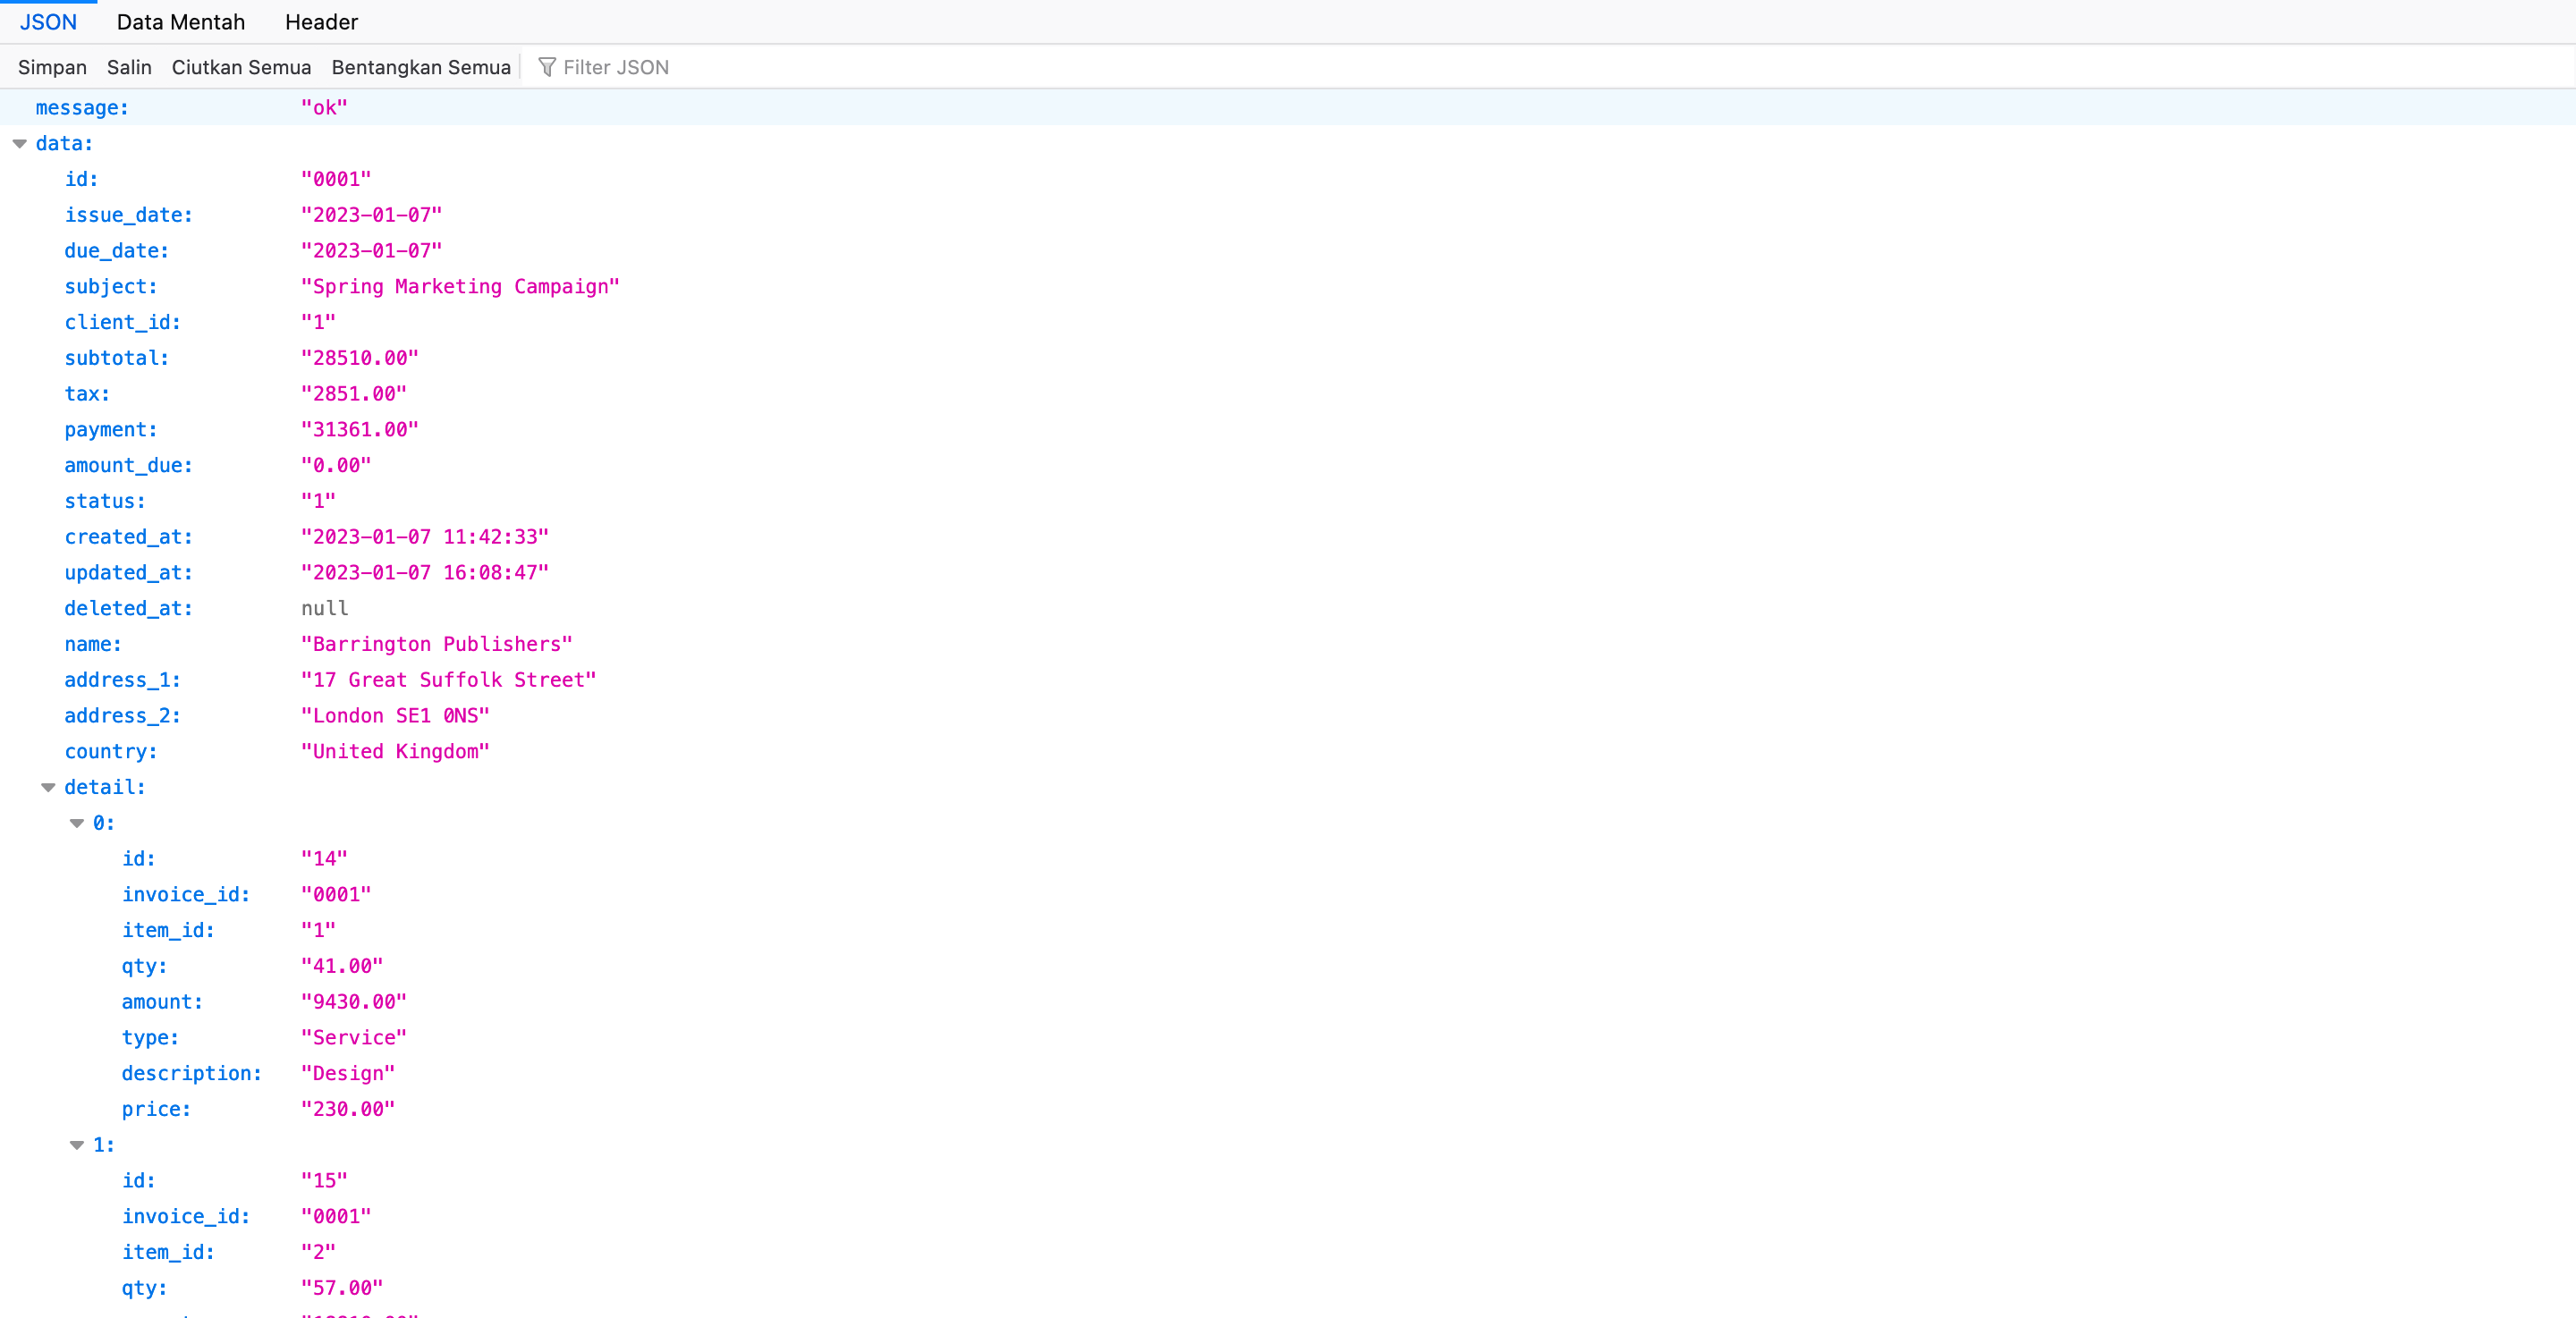 JSON Data Mentah Header
Simpan Salin Ciutkan Semua Bentangkan Semua Filter JSON
message: "ok"
data:
id: "0001"
issue_date: "2023-01-07"
due_date: "2023-01-07"
subject: "Spring Marketing Campaign"
client_id: "1"
subtotal: "28510.00"
tax: "2851.00"
payment: "31361.00"
amount_due: "0.00"
status: "1"
created_at: "2023-01-07 11:42:33"
updated_at: "2023-01-07 16:08:47"
deleted_at: null
name: "Barrington Publishers"
address_1: "17 Great Suffolk Street"
address_2: "London SE1 0NS"
country: "United Kingdom"
detail:
0:
id: "14"
invoice_id: "0001"
item_id: "1"
qty: "41.00"
amount: "9430.00"
type: "Service"
description: "Design"
price: "230.00"
1:
id: "15"
invoice_id: "0001"
item_id: "2"
qty: "57.00"